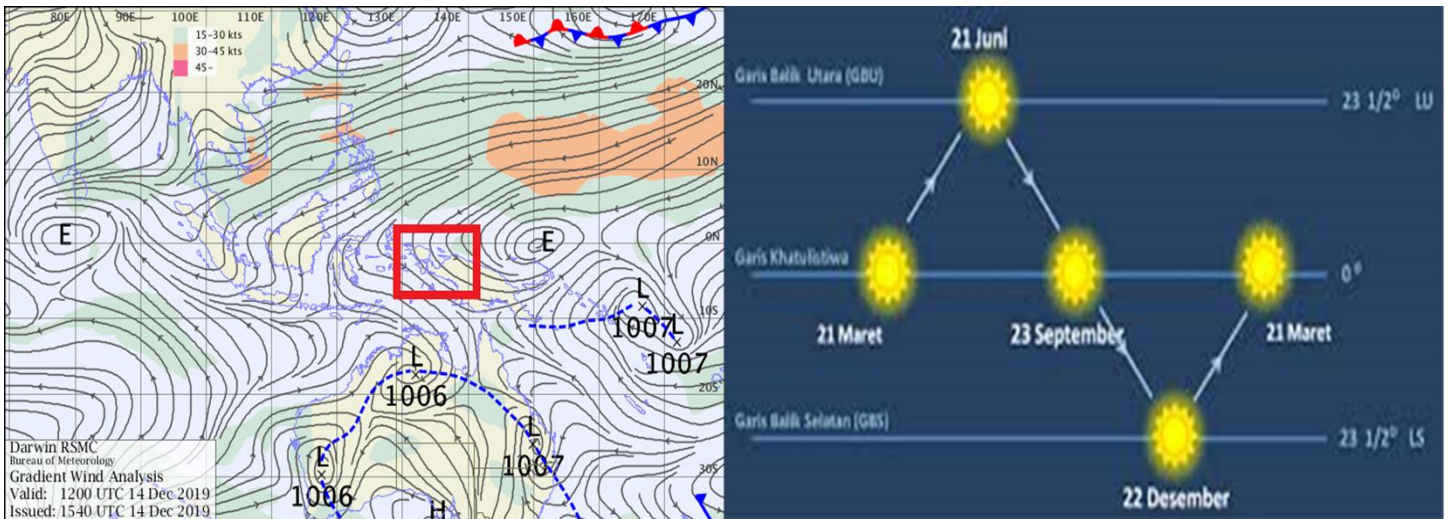 80E 90E 100E 110E 120E 130E 140E 150E 160E 170E
15-30 kts
30-45 kts
45-
20N
10N
E
E
0N
10S
L
1007
L
1007
L
1006
20S
L
1007
L
1006
30S
H
Darwin RSMC
Bureau of Meteorology
Gradient Wind Analysis
Valid: 1200 UTC 14 Dec 2019
Issued: 1540 UTC 14 Dec 2019
21 Juni
Garis Balik Utara (GBU)
23 1/2⁰ LU
Garis Khatulistiwa
0⁰
21 Maret
23 September
21 Maret
Garis Balik Selatan (GBS)
23 1/2⁰ LS
22 Desember